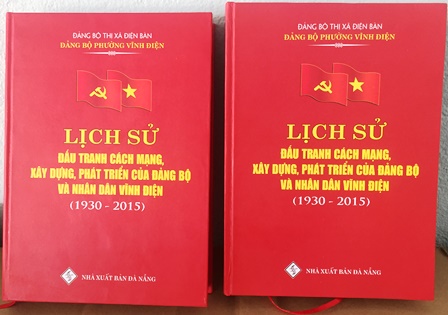 ĐẢNG BỘ THỊ XÃ ĐIỆN BÀN
ĐẢNG BỘ PHƯỜNG VĨNH ĐIỆN
LỊCH SỬ
ĐẤU TRANH CÁCH MẠNG,
XÂY DỰNG, PHÁT TRIỂN CỦA ĐẢNG BỘ
VÀ NHÂN DÂN VĨNH ĐIỆN
(1930 - 2015)
NHÀ XUẤT BẢN ĐÀ NẴNG
ĐẢNG BỘ THỊ XÃ ĐIỆN BÀN
ĐẢNG BỘ PHƯỜNG VĨNH ĐIỆN
LỊCH SỬ
ĐẤU TRANH CÁCH MẠNG,
XÂY DỰNG, PHÁT TRIỂN CỦA ĐẢNG BỘ
VÀ NHÂN DÂN VĨNH ĐIỆN
(1930 - 2015)
NHÀ XUẤT BẢN ĐÀ NẴNG